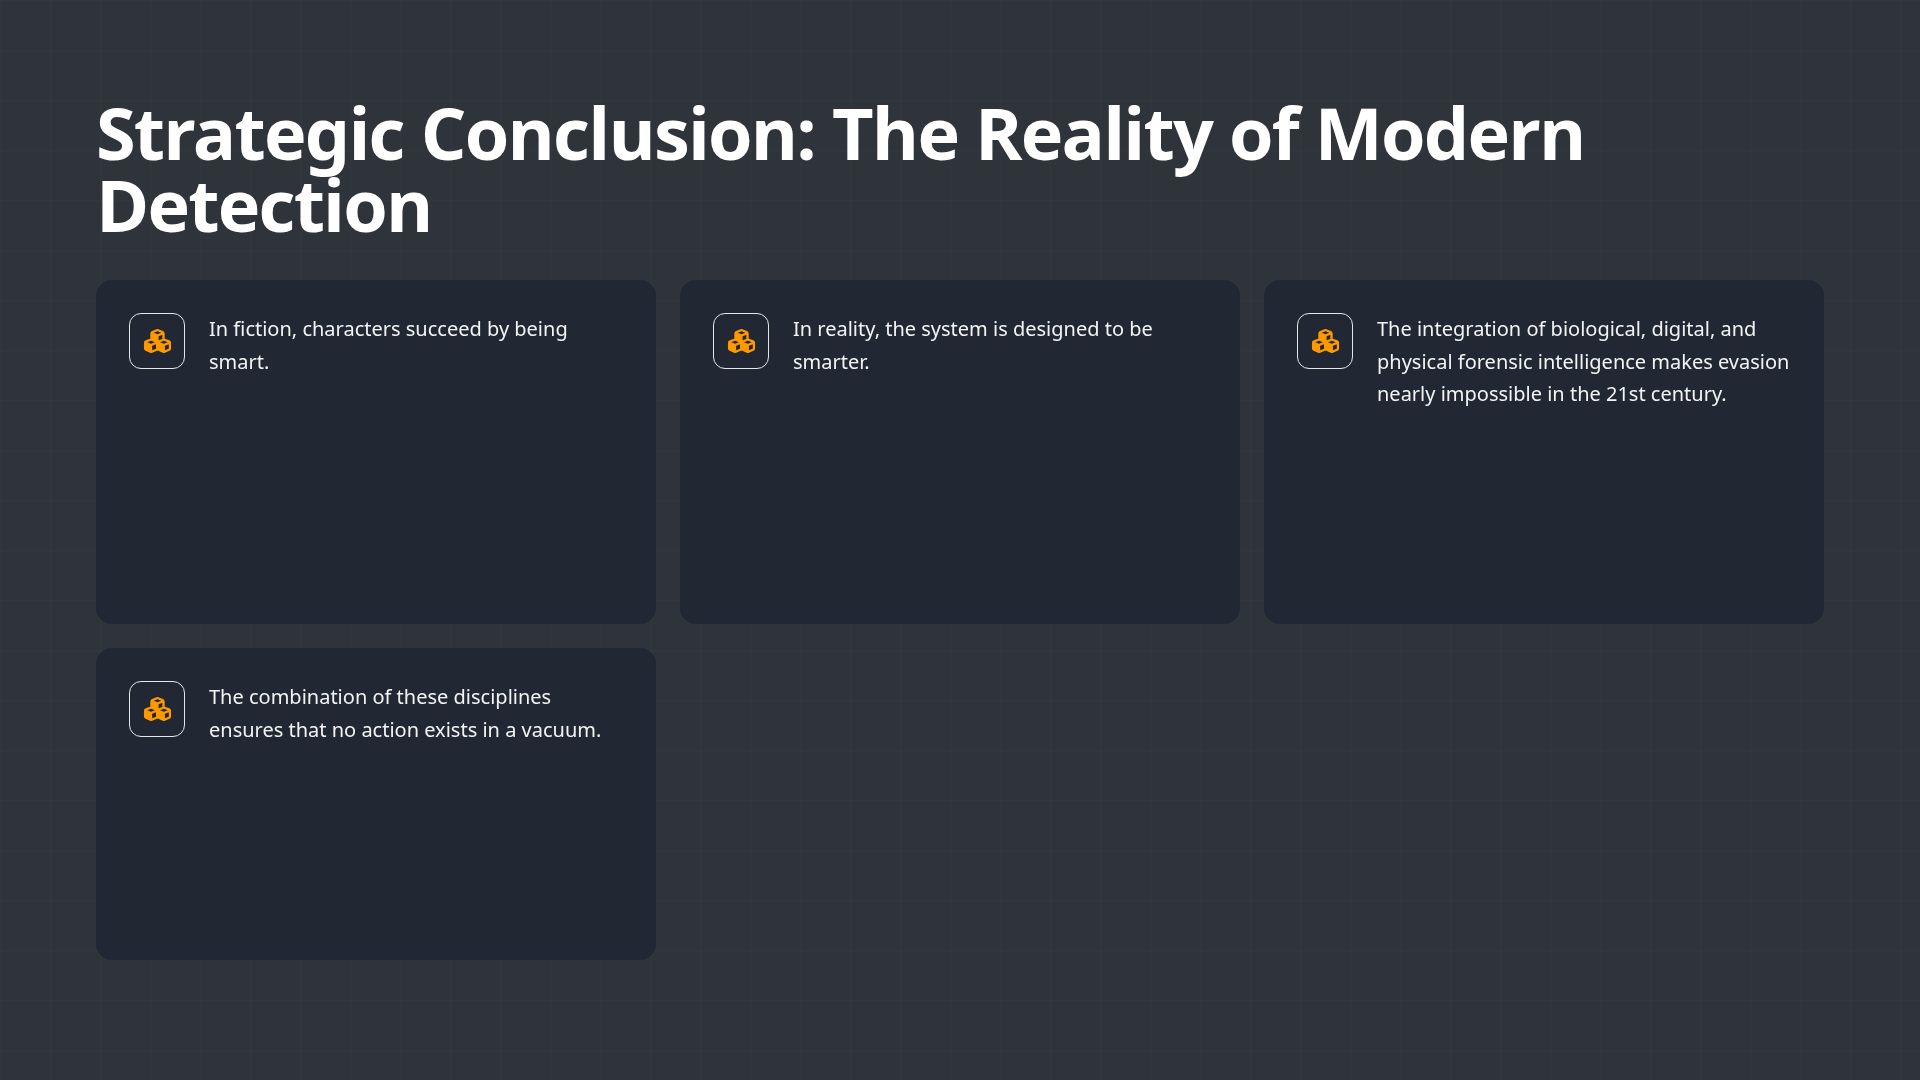 Strategic Conclusion: The Reality of Modern
Detection
In fiction, characters succeed by being
smart.
In reality, the system is designed to be
smarter.
The integration of biological, digital, and
physical forensic intelligence makes evasion
nearly impossible in the 21st century.
The combination of these disciplines
ensures that no action exists in a vacuum.